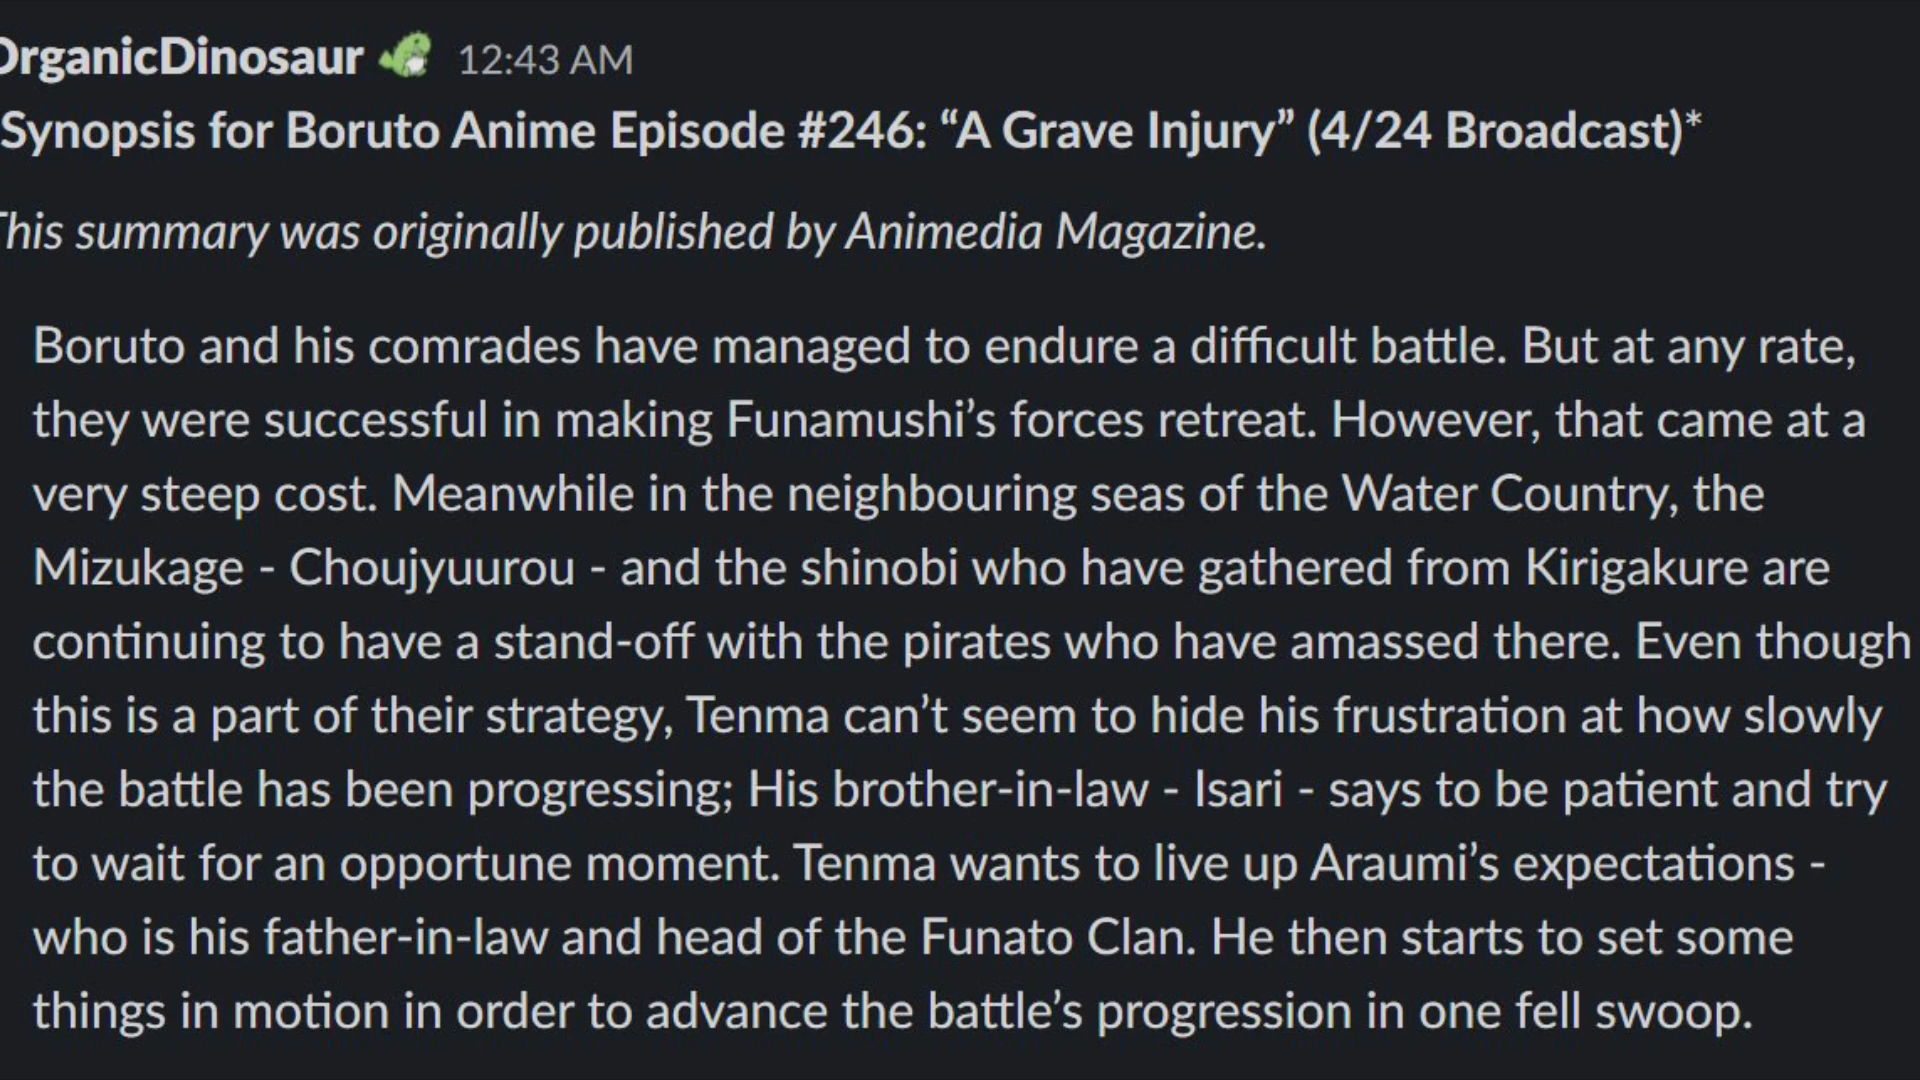 OrganicDinosaur 12:43 AM
Synopsis for Boruto Anime Episode #246: “A Grave Injury” (4/24 Broadcast)*
This summary was originally published by Animedia Magazine.
Boruto and his comrades have managed to endure a difficult battle. But at any rate,
they were successful in making Funamushi’s forces retreat. However, that came at a
very steep cost. Meanwhile in the neighbouring seas of the Water Country, the
Mizukage - Choujyuurou - and the shinobi who have gathered from Kirigakure are
continuing to have a stand-off with the pirates who have amassed there. Even though
this is a part of their strategy, Tenma can’t seem to hide his frustration at how slowly
the battle has been progressing; His brother-in-law - Isari - says to be patient and try
to wait for an opportune moment. Tenma wants to live up Araumi’s expectations -
who is his father-in-law and head of the Funato Clan. He then starts to set some
things in motion in order to advance the battle’s progression in one fell swoop.